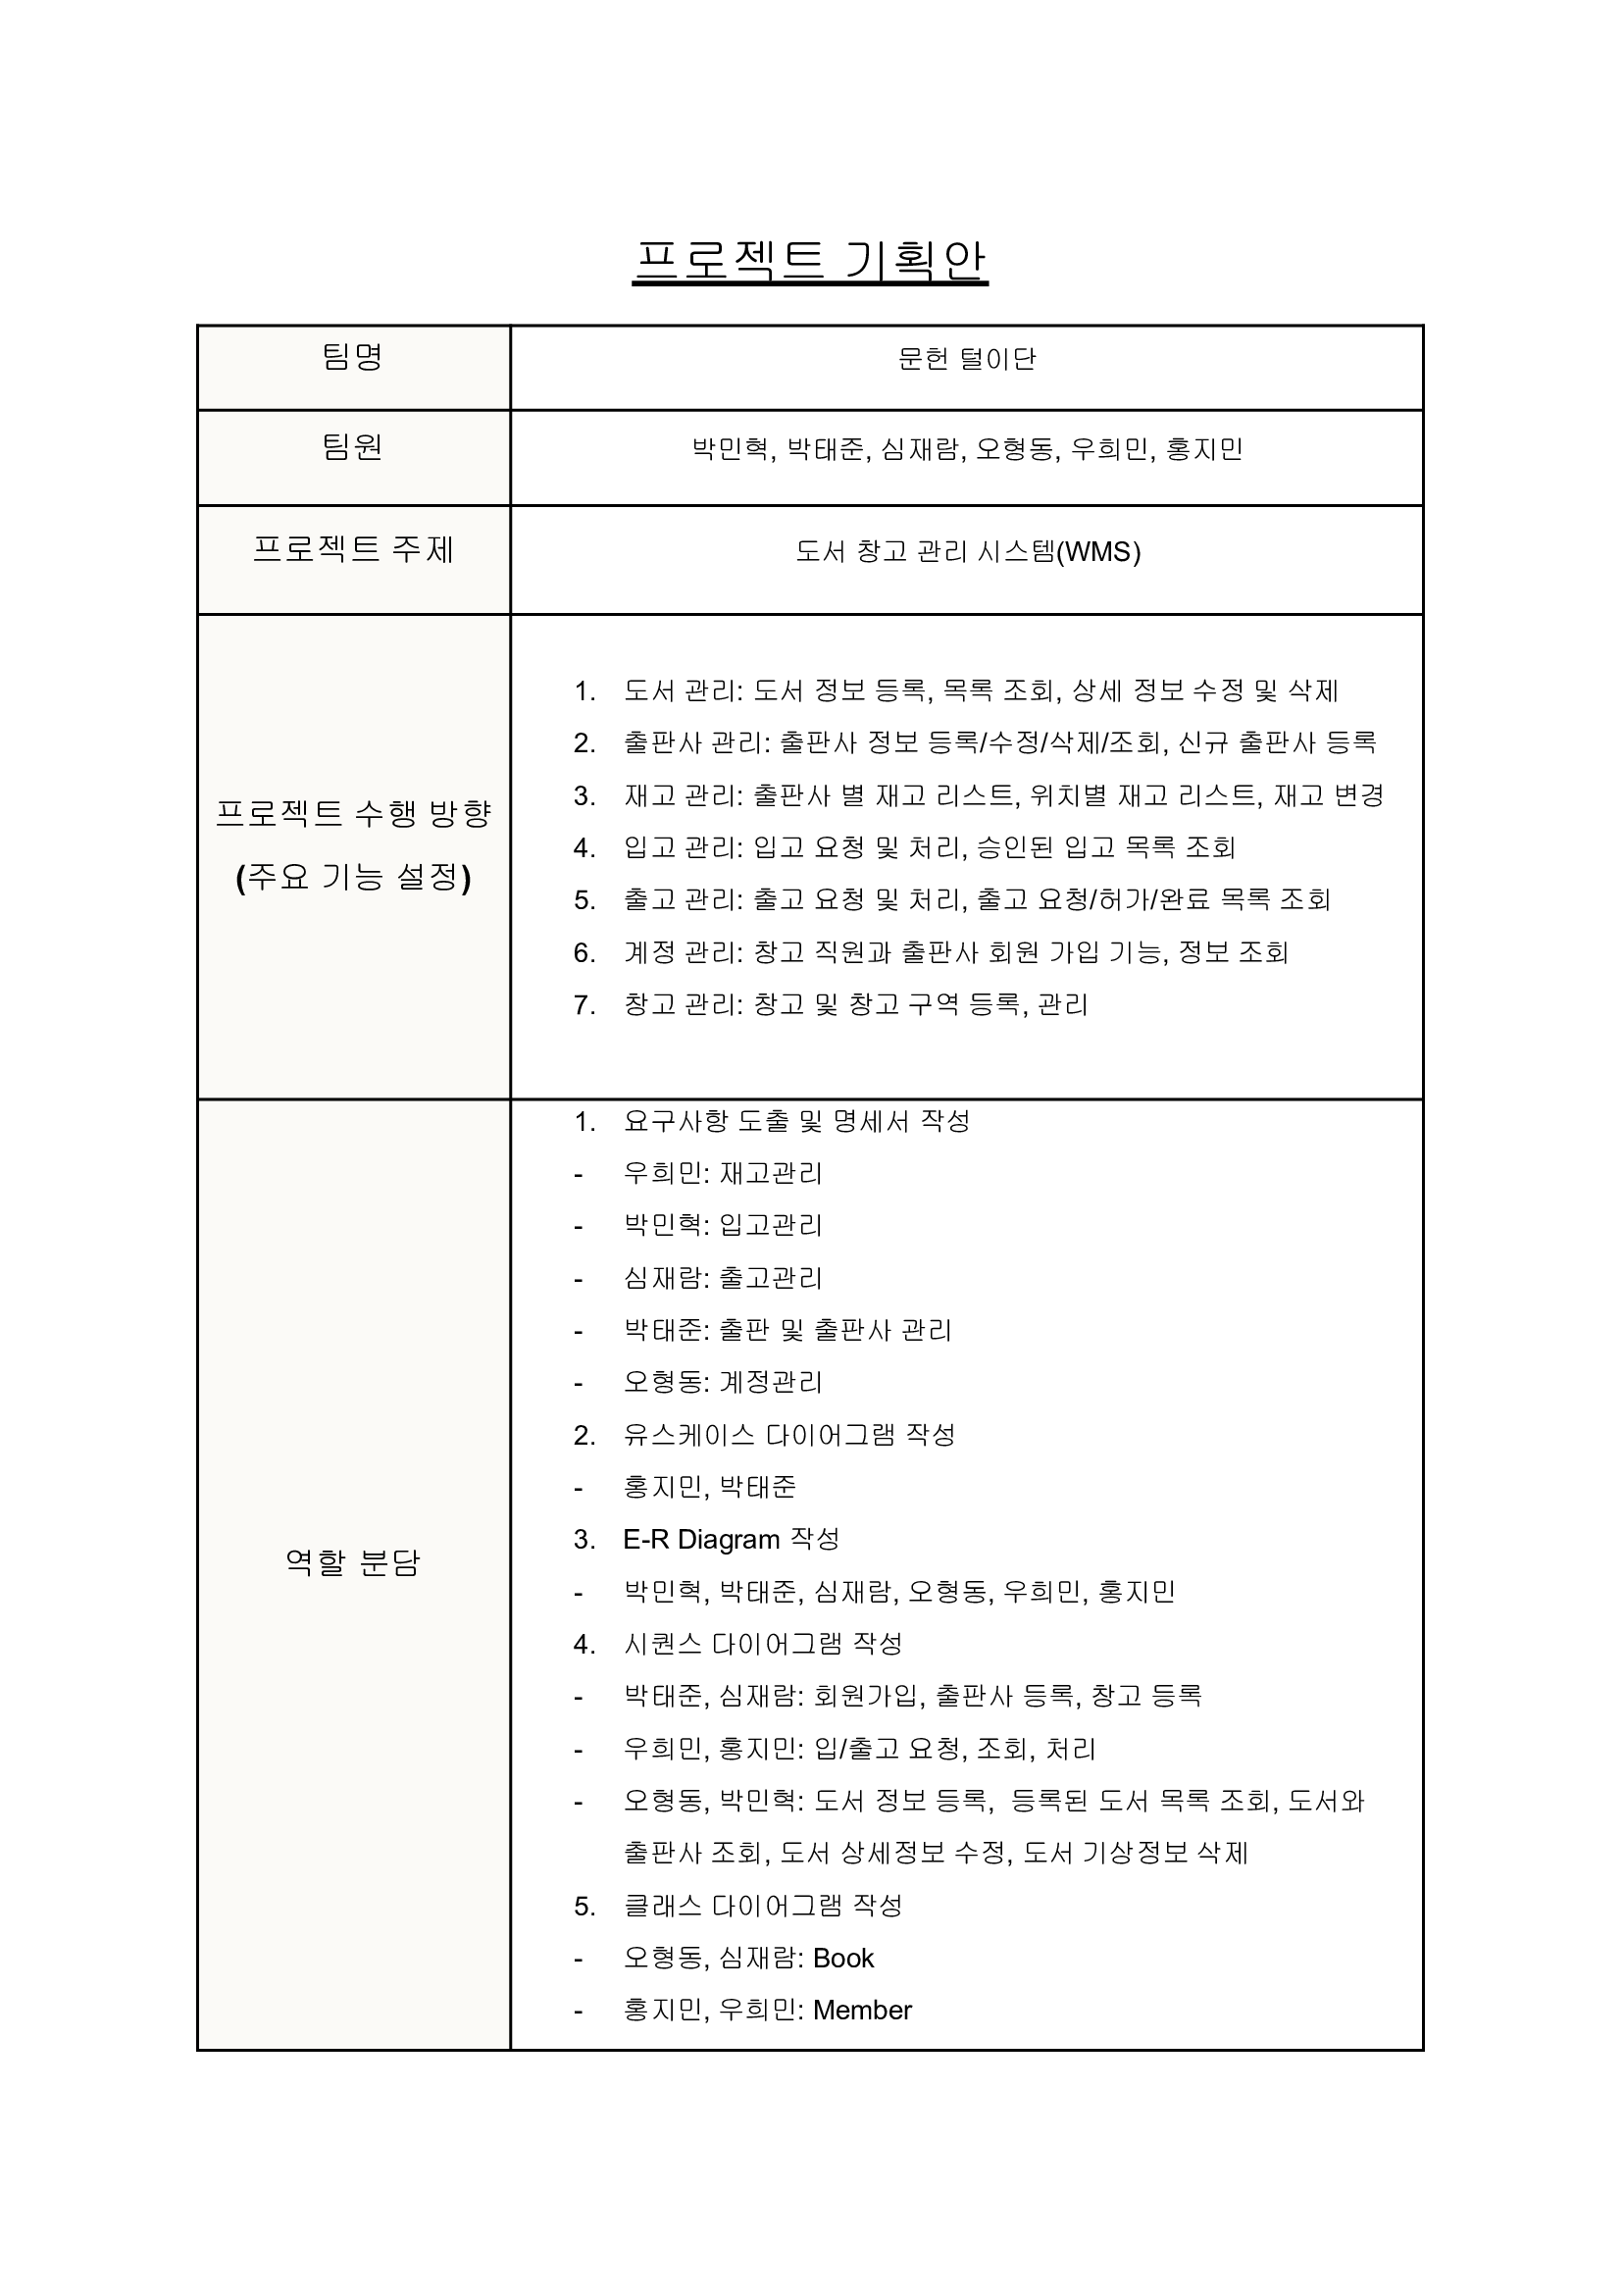 프로젝트 기획안
팀명
문헌 털이단
팀원
박민혁, 박태준, 심재람, 오형동, 우희민, 홍지민
프로젝트 주제
도서 창고 관리 시스템(WMS)
프로젝트 수행 방향
(주요 기능 설정)
1. 도서 관리: 도서 정보 등록, 목록 조회, 상세 정보 수정 및 삭제
2. 출판사 관리: 출판사 정보 등록/수정/삭제/조회, 신규 출판사 등록
3. 재고 관리: 출판사 별 재고 리스트, 위치별 재고 리스트, 재고 변경
4. 입고 관리: 입고 요청 및 처리, 승인된 입고 목록 조회
5. 출고 관리: 출고 요청 및 처리, 출고 요청/허가/완료 목록 조회
6. 계정 관리: 창고 직원과 출판사 회원 가입 기능, 정보 조회
7. 창고 관리: 창고 및 창고 구역 등록, 관리
역할 분담
1. 요구사항 도출 및 명세서 작성
- 우희민: 재고관리
- 박민혁: 입고관리
- 심재람: 출고관리
- 박태준: 출판 및 출판사 관리
- 오형동: 계정관리
2. 유스케이스 다이어그램 작성
- 홍지민, 박태준
3. E-R Diagram 작성
- 박민혁, 박태준, 심재람, 오형동, 우희민, 홍지민
4. 시퀀스 다이어그램 작성
- 박태준, 심재람: 회원가입, 출판사 등록, 창고 등록
- 우희민, 홍지민: 입/출고 요청, 조회, 처리
- 오형동, 박민혁: 도서 정보 등록, 등록된 도서 목록 조회, 도서와
출판사 조회, 도서 상세정보 수정, 도서 기상정보 삭제
5. 클래스 다이어그램 작성
- 오형동, 심재람: Book
- 홍지민, 우희민: Member